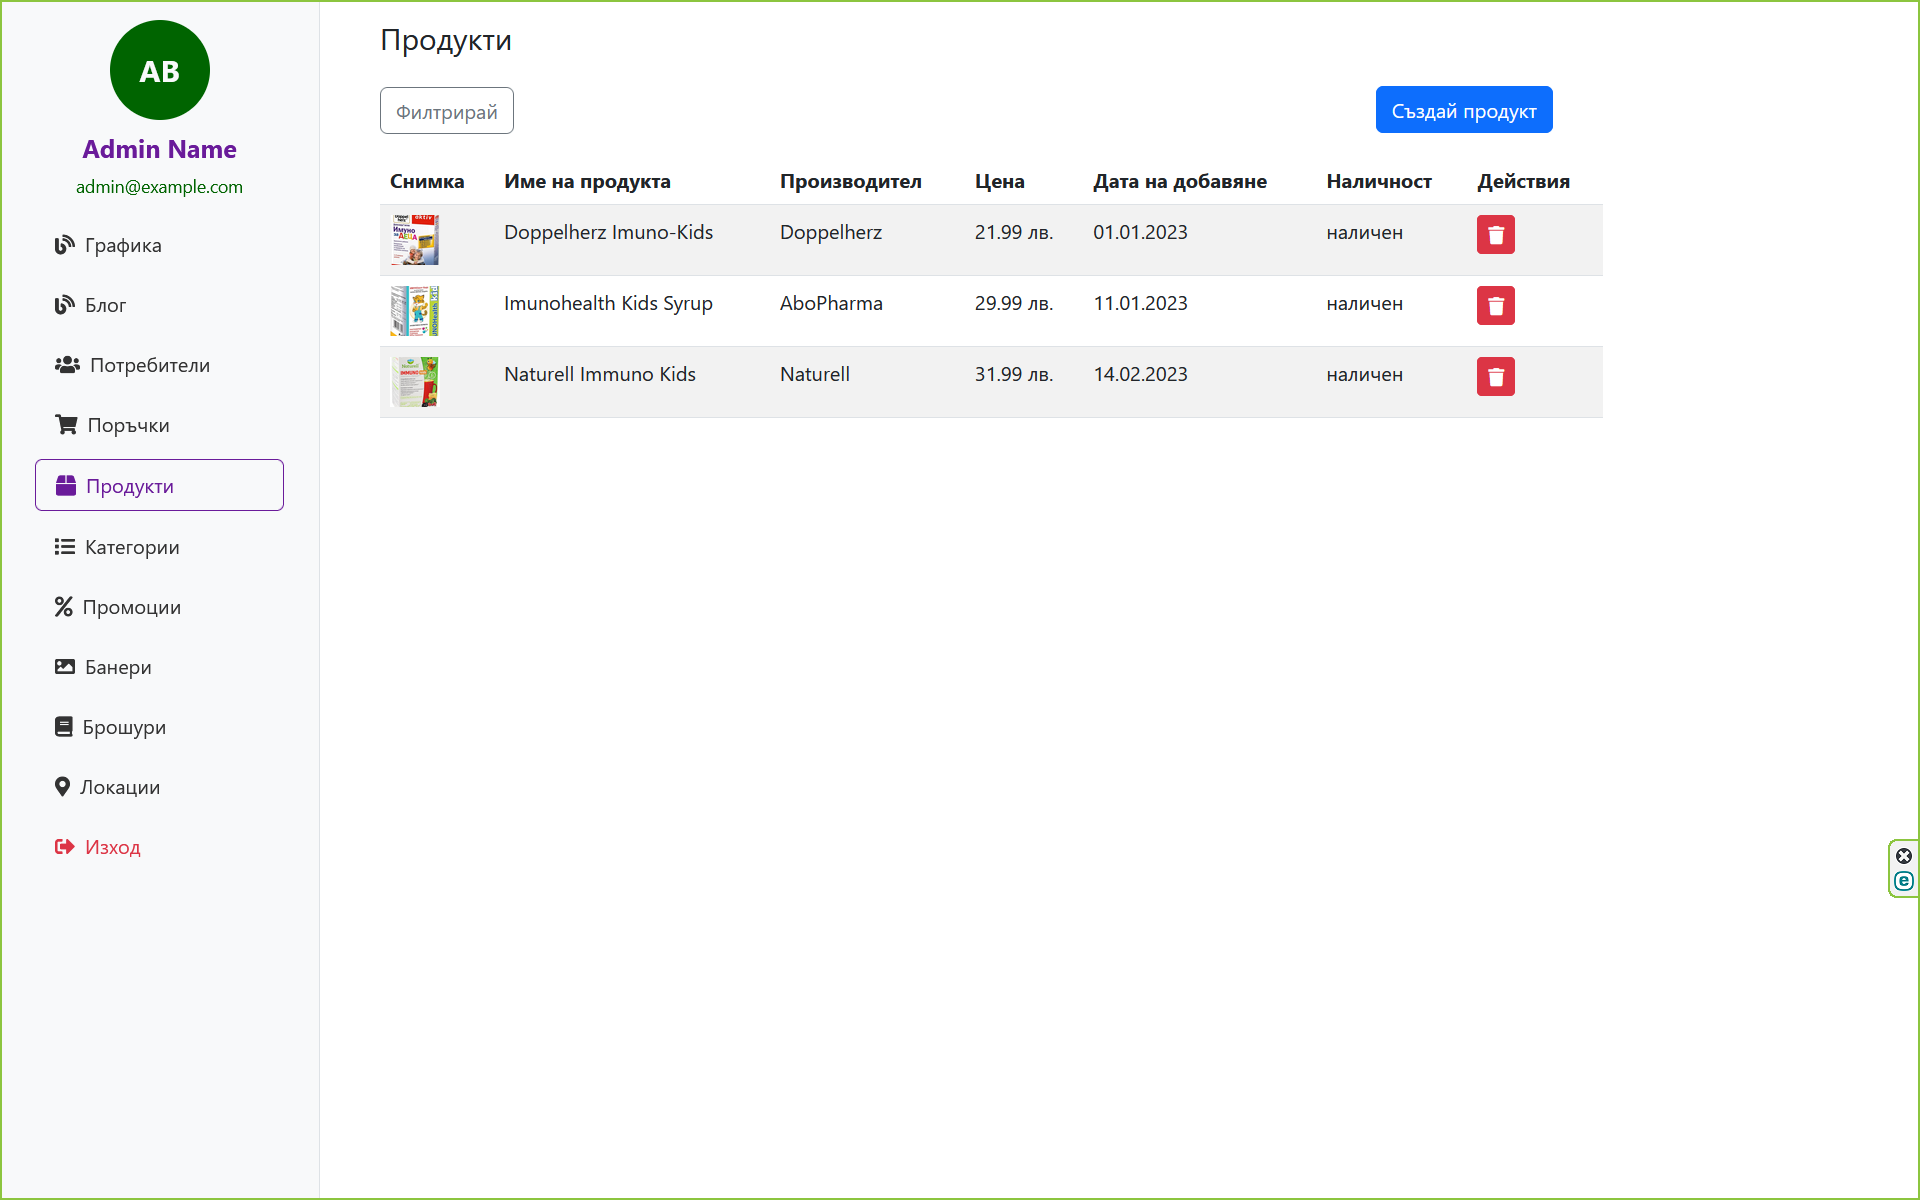 AB
Admin Name
admin@example.com
Графика
Блог
Потребители
Поръчки
Продукти
Категории
Промоции
Банери
Брошури
Локации
Изход
Продукти
Филтрирай
Създай продукт
Снимка Име на продукта Производител Цена Дата на добавяне Наличност Действия
Doppelherz Imuno-Kids Doppelherz 21.99 лв. 01.01.2023 наличен
Imunohealth Kids Syrup AboPharma 29.99 лв. 11.01.2023 наличен
Naturell Immuno Kids Naturell 31.99 лв. 14.02.2023 наличен